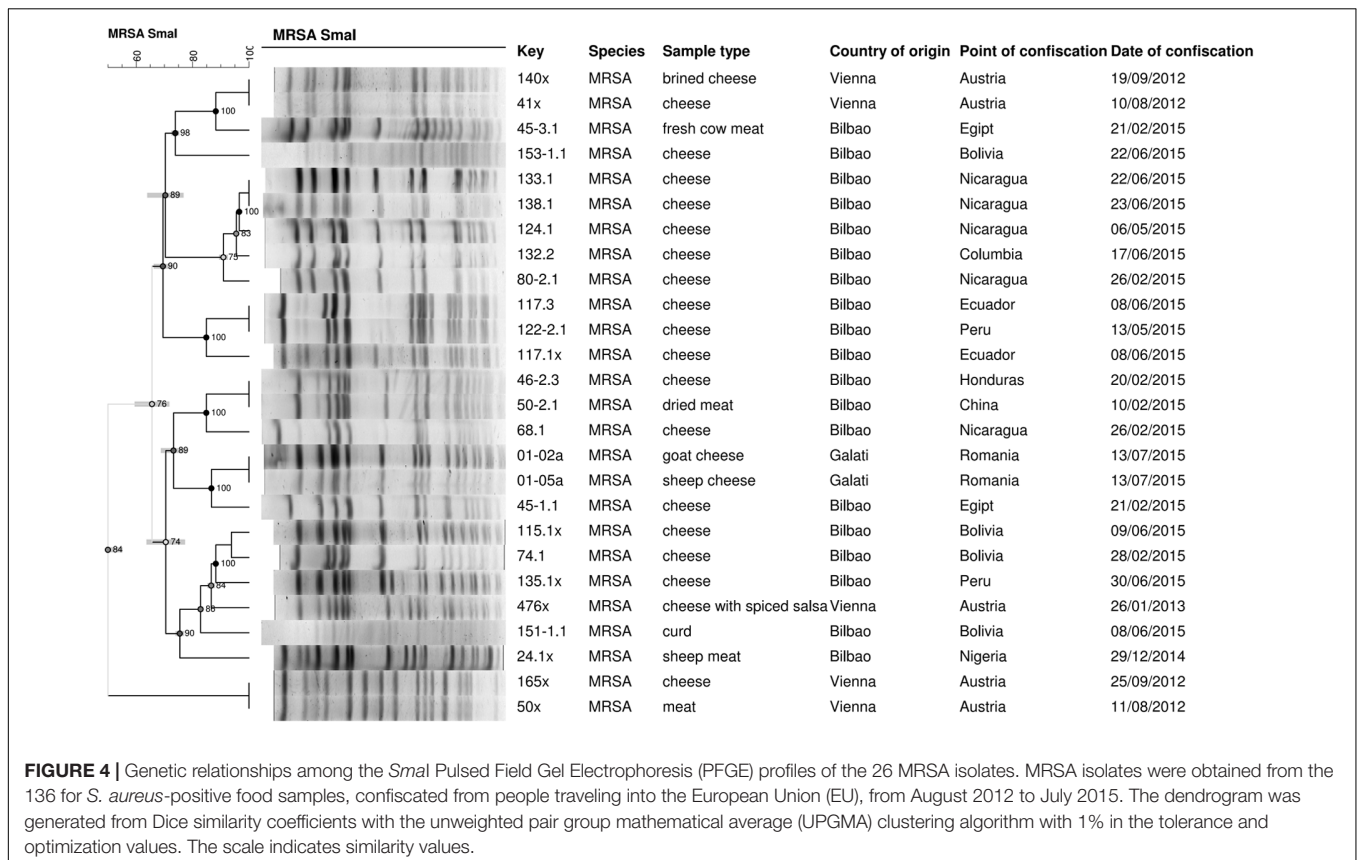 MRSA SmaI MRSA SmaI
60 80 100
Key Species Sample type Country of origin Point of confiscation Date of confiscation
140x MRSA brined cheese Vienna Austria 19/09/2012
41x MRSA cheese Vienna Austria 10/08/2012
100
45-3.1 MRSA fresh cow meat Bilbao Egipt 21/02/2015
98
153-1.1 MRSA cheese Bilbao Bolivia 22/06/2015
133.1 MRSA cheese Bilbao Nicaragua 22/06/2015
89
138.1 MRSA cheese Bilbao Nicaragua 23/06/2015
100
124.1 MRSA cheese Bilbao Nicaragua 06/05/2015
83
132.2 MRSA cheese Bilbao Columbia 17/06/2015
75
90
80-2.1 MRSA cheese Bilbao Nicaragua 26/02/2015
117.3 MRSA cheese Bilbao Ecuador 08/06/2015
122-2.1 MRSA cheese Bilbao Peru 13/05/2015
100
117.1x MRSA cheese Bilbao Ecuador 08/06/2015
46-2.3 MRSA cheese Bilbao Honduras 20/02/2015
50-2.1 MRSA dried meat Bilbao China 10/02/2015
76
100
68.1 MRSA cheese Bilbao Nicaragua 26/02/2015
89
01-02a MRSA goat cheese Galati Romania 13/07/2015
01-05a MRSA sheep cheese Galati Romania 13/07/2015
100
45-1.1 MRSA cheese Bilbao Egipt 21/02/2015
115.1x MRSA cheese Bilbao Bolivia 09/06/2015
74
84
74.1 MRSA cheese Bilbao Bolivia 28/02/2015
100
135.1x MRSA cheese Bilbao Peru 30/06/2015
84
476x MRSA cheese with spiced salsa Vienna Austria 26/01/2013
151-1.1 MRSA curd Bilbao Bolivia 08/06/2015
90
24.1x MRSA sheep meat Bilbao Nigeria 29/12/2014
165x MRSA cheese Vienna Austria 25/09/2012
50x MRSA meat Vienna Austria 11/08/2012
FIGURE 4 | Genetic relationships among the SmaI Pulsed Field Gel Electrophoresis (PFGE) profiles of the 26 MRSA isolates. MRSA isolates were obtained from the
136 for S. aureus-positive food samples, confiscated from people traveling into the European Union (EU), from August 2012 to July 2015. The dendrogram was
generated from Dice similarity coefficients with the unweighted pair group mathematical average (UPGMA) clustering algorithm with 1% in the tolerance and
optimization values. The scale indicates similarity values.